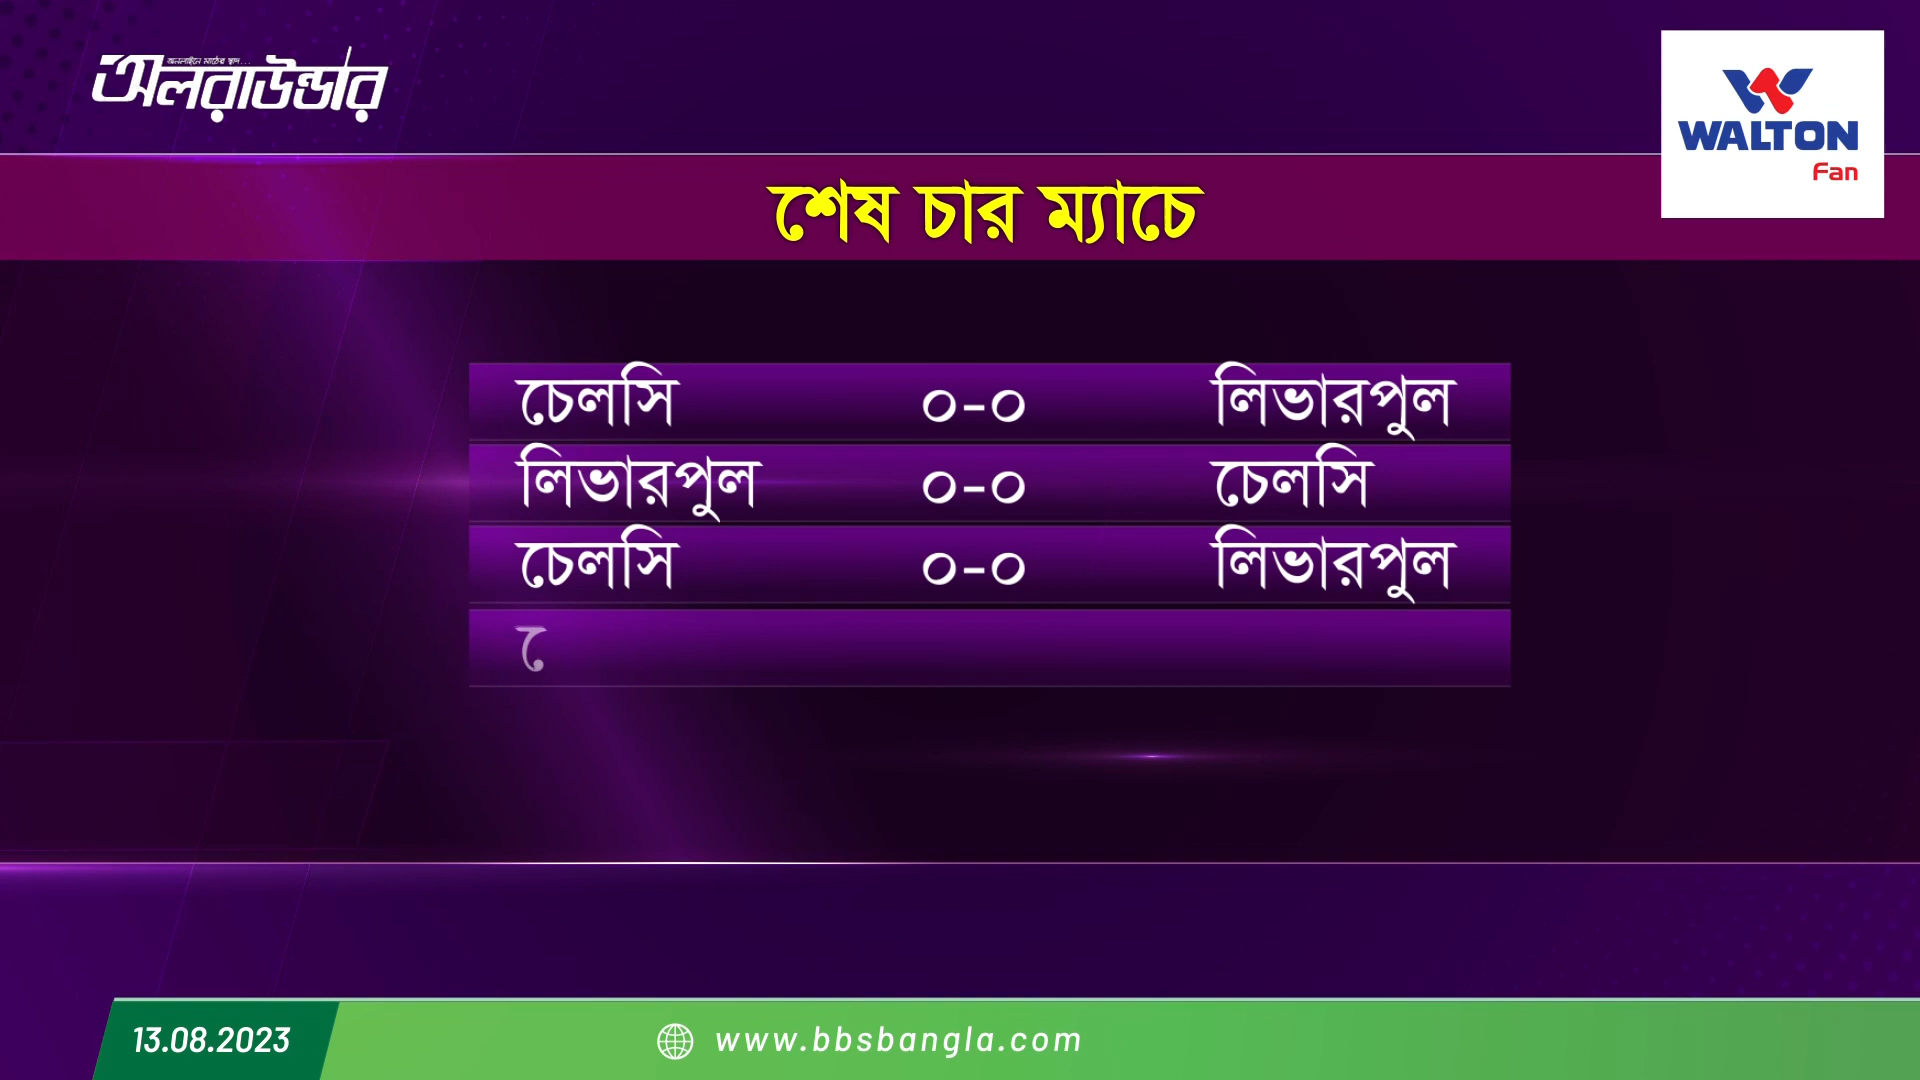 অলরাউন্ডার
WALTON
Fan
শেষ চার ম্যাচে
চেলসি ০-০ লিভারপুল
লিভারপুল ০-০ চেলসি
চেলসি ০-০ লিভারপুল
13.08.2023 www.bbsbangla.com